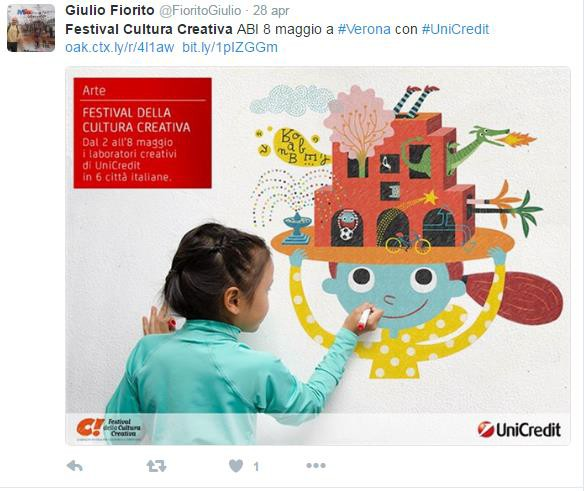 Giulio Fiorito @FioritoGiulio · 28 apr
Festival Cultura Creativa ABI 8 maggio a #Verona con #UniCredit
oak.ctx.ly/r/4l1aw bit.ly/1pIZGGm
Arte
FESTIVAL DELLA
CULTURA CREATIVA
Dal 2 all'8 maggio
i laboratori creativi
di UniCredit
in 6 città italiane.
C! Festival
della Cultura
Creativa
UniCredit
1